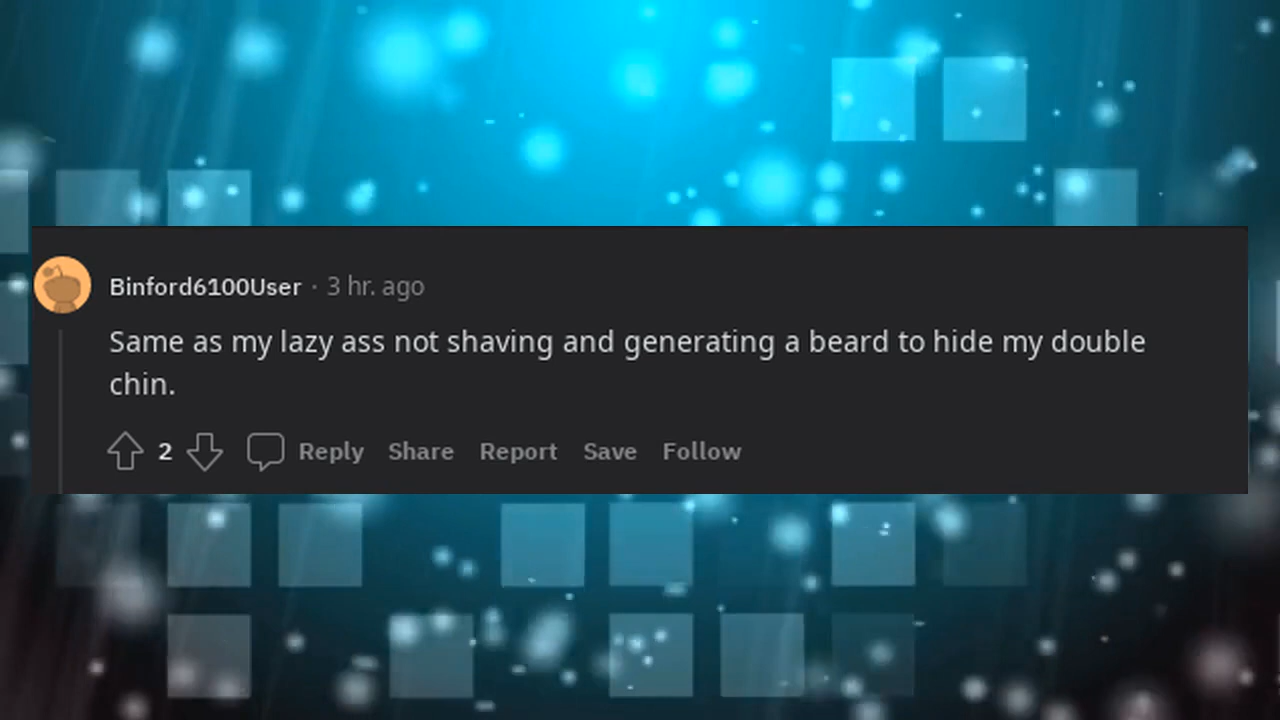 Binford6100User · 3 hr. ago
Same as my lazy ass not shaving and generating a beard to hide my double
chin.
2 Reply Share Report Save Follow